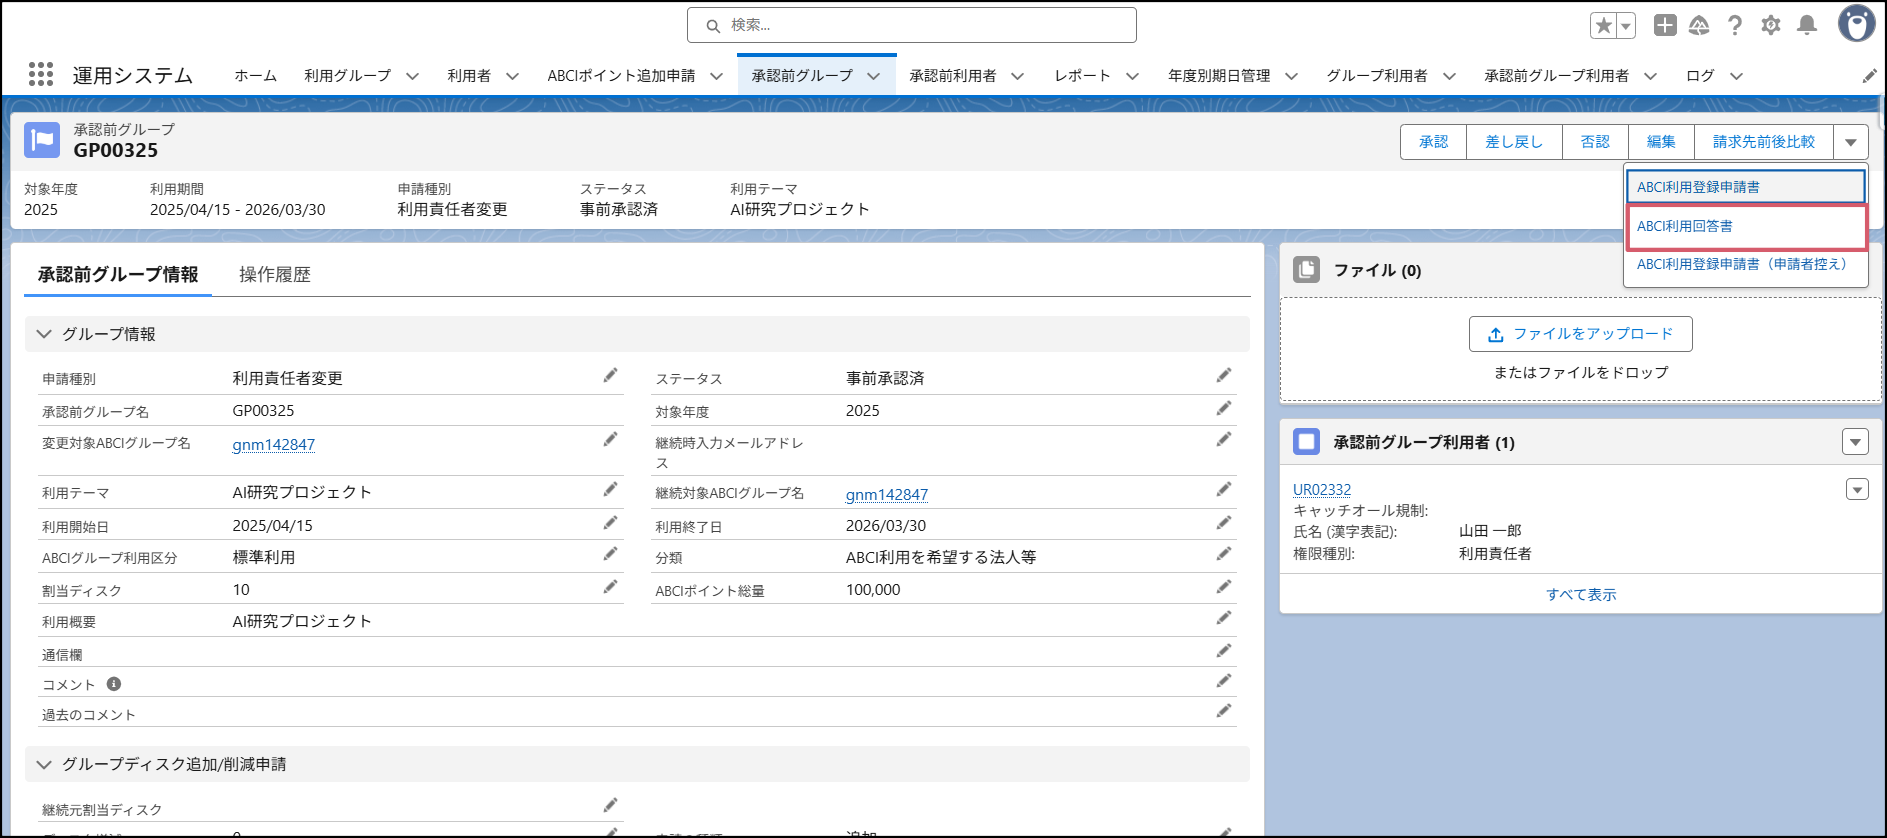 検索...
運用システム
ホーム 利用グループ 利用者 ABCIポイント追加申請 承認前グループ 承認前利用者 レポート 年度別期日管理 グループ利用者 承認前グループ利用者 ログ
承認前グループ
GP00325
承認 差し戻し 否認 編集 請求先前後比較
対象年度 利用期間 申請種別 ステータス 利用テーマ
2025 2025/04/15 - 2026/03/30 利用責任者変更 事前承認済 AI研究プロジェクト
ABCI利用登録申請書
ABCI利用回答書
ABCI利用登録申請書（申請者控え）
承認前グループ情報 操作履歴
グループ情報
申請種別 利用責任者変更 ステータス 事前承認済
承認前グループ名 GP00325 対象年度 2025
変更対象ABCIグループ名 gnm142847 継続時入力メールアドレ
ス
利用テーマ AI研究プロジェクト 継続対象ABCIグループ名 gnm142847
利用開始日 2025/04/15 利用終了日 2026/03/30
ABCIグループ利用区分 標準利用 分類 ABCI利用を希望する法人等
割当ディスク 10 ABCIポイント総量 100,000
利用概要 AI研究プロジェクト
通信欄
コメント
過去のコメント
グループディスク追加/削減申請
継続元割当ディスク
ファイル (0)
ファイルをアップロード
またはファイルをドロップ
承認前グループ利用者 (1)
UR02332
キャッチオール規制:
氏名 (漢字表記): 山田 一郎
権限種別: 利用責任者
すべて表示